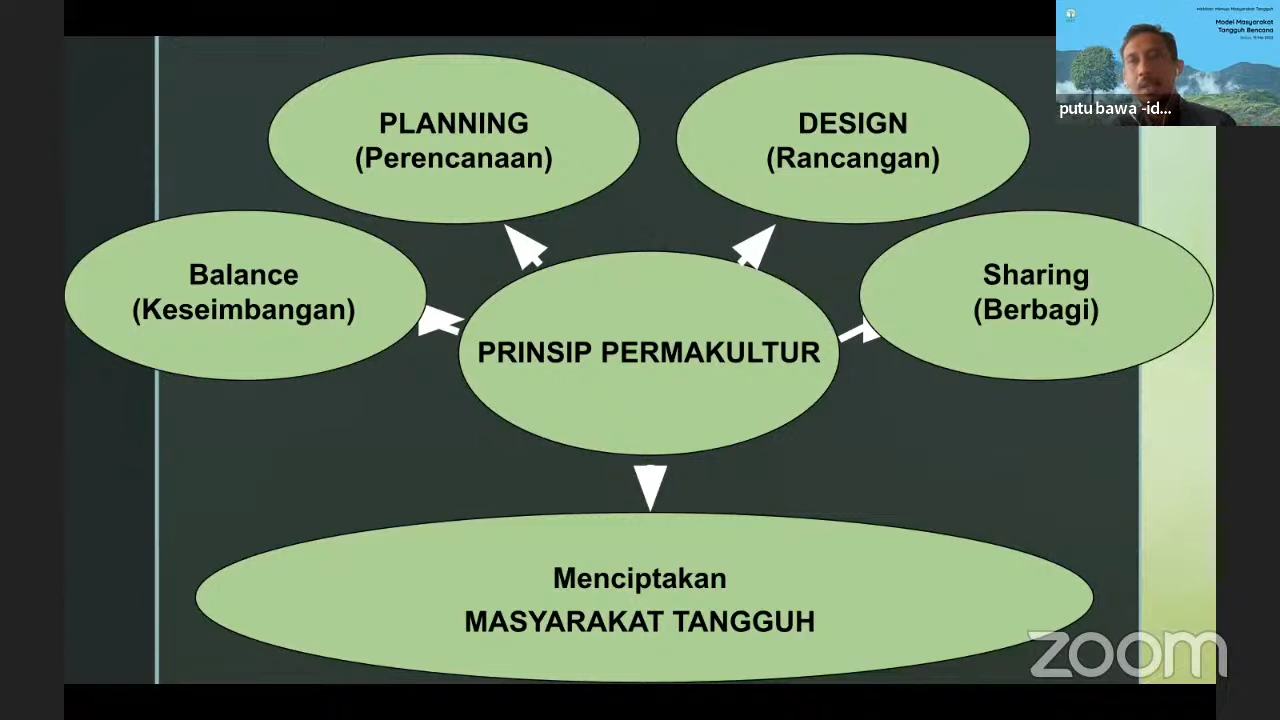 PLANNING
(Perencanaan)
DESIGN
(Rancangan)
Balance
(Keseimbangan)
Sharing
(Berbagi)
PRINSIP PERMAKULTUR
Menciptakan
MASYARAKAT TANGGUH
Model Masyarakat
Tangguh Bencana
putu bawa -id...
zoom